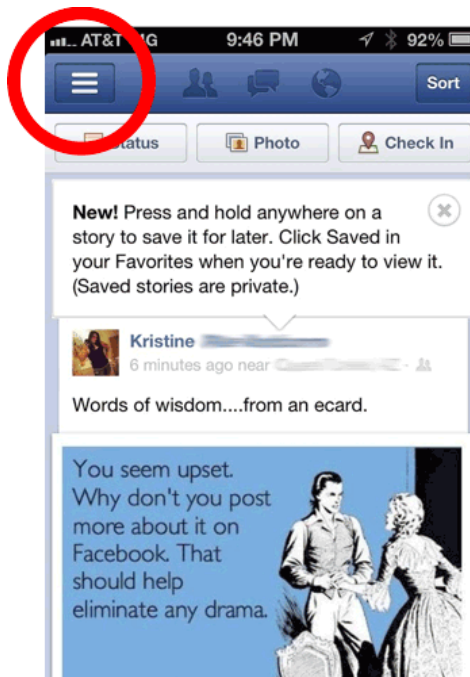 AT&T 4G 9:46 PM 92%
Sort
Status Photo Check In
New! Press and hold anywhere on a
story to save it for later. Click Saved in
your Favorites when you're ready to view it.
(Saved stories are private.)
Kristine
6 minutes ago near
Words of wisdom....from an ecard.
You seem upset.
Why don't you post
more about it on
Facebook. That
should help
eliminate any drama.